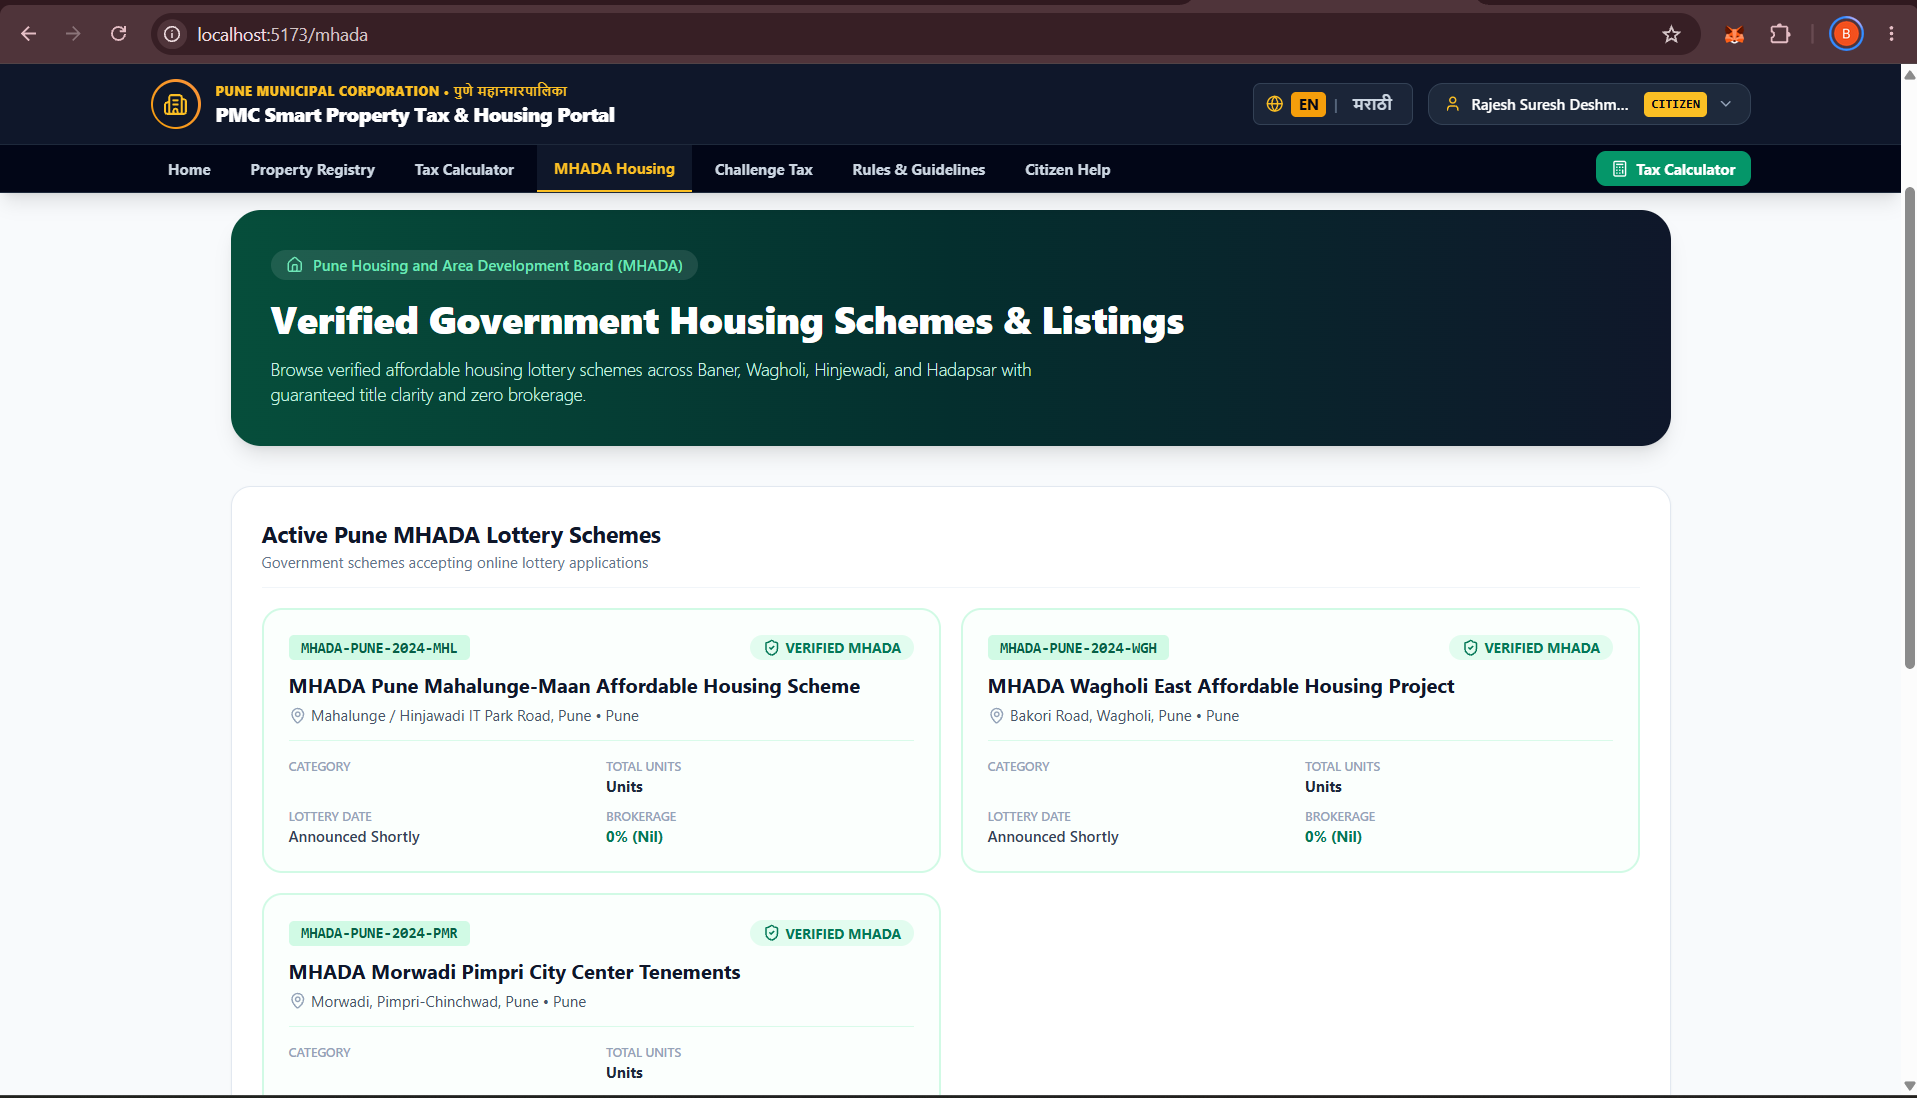 localhost:5173/mhada
B
PUNE MUNICIPAL CORPORATION • पुणे महानगरपालिका
PMC Smart Property Tax & Housing Portal
EN | मराठी
Rajesh Suresh Deshm... CITIZEN
Home Property Registry Tax Calculator MHADA Housing Challenge Tax Rules & Guidelines Citizen Help Tax Calculator
Pune Housing and Area Development Board (MHADA)
Verified Government Housing Schemes & Listings
Browse verified affordable housing lottery schemes across Baner, Wagholi, Hinjewadi, and Hadapsar with
guaranteed title clarity and zero brokerage.
Active Pune MHADA Lottery Schemes
Government schemes accepting online lottery applications
MHADA-PUNE-2024-MHL VERIFIED MHADA
MHADA Pune Mahalunge-Maan Affordable Housing Scheme
Mahalunge / Hinjawadi IT Park Road, Pune • Pune
CATEGORY TOTAL UNITS
Units
LOTTERY DATE BROKERAGE
Announced Shortly 0% (Nil)
MHADA-PUNE-2024-WGH VERIFIED MHADA
MHADA Wagholi East Affordable Housing Project
Bakori Road, Wagholi, Pune • Pune
CATEGORY TOTAL UNITS
Units
LOTTERY DATE BROKERAGE
Announced Shortly 0% (Nil)
MHADA-PUNE-2024-PMR VERIFIED MHADA
MHADA Morwadi Pimpri City Center Tenements
Morwadi, Pimpri-Chinchwad, Pune • Pune
CATEGORY TOTAL UNITS
Units